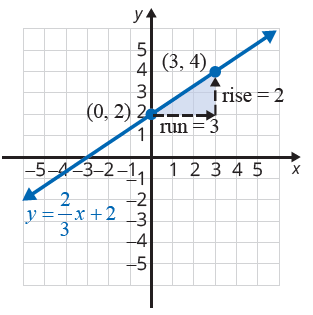 y
5
4
(3, 4)
3
rise = 2
(0, 2) 2
1
run = 3
–5–4–3–2–1 1 2 3 4 5 x
–1
–2
y = 2/3 x + 2
–3
–4
–5